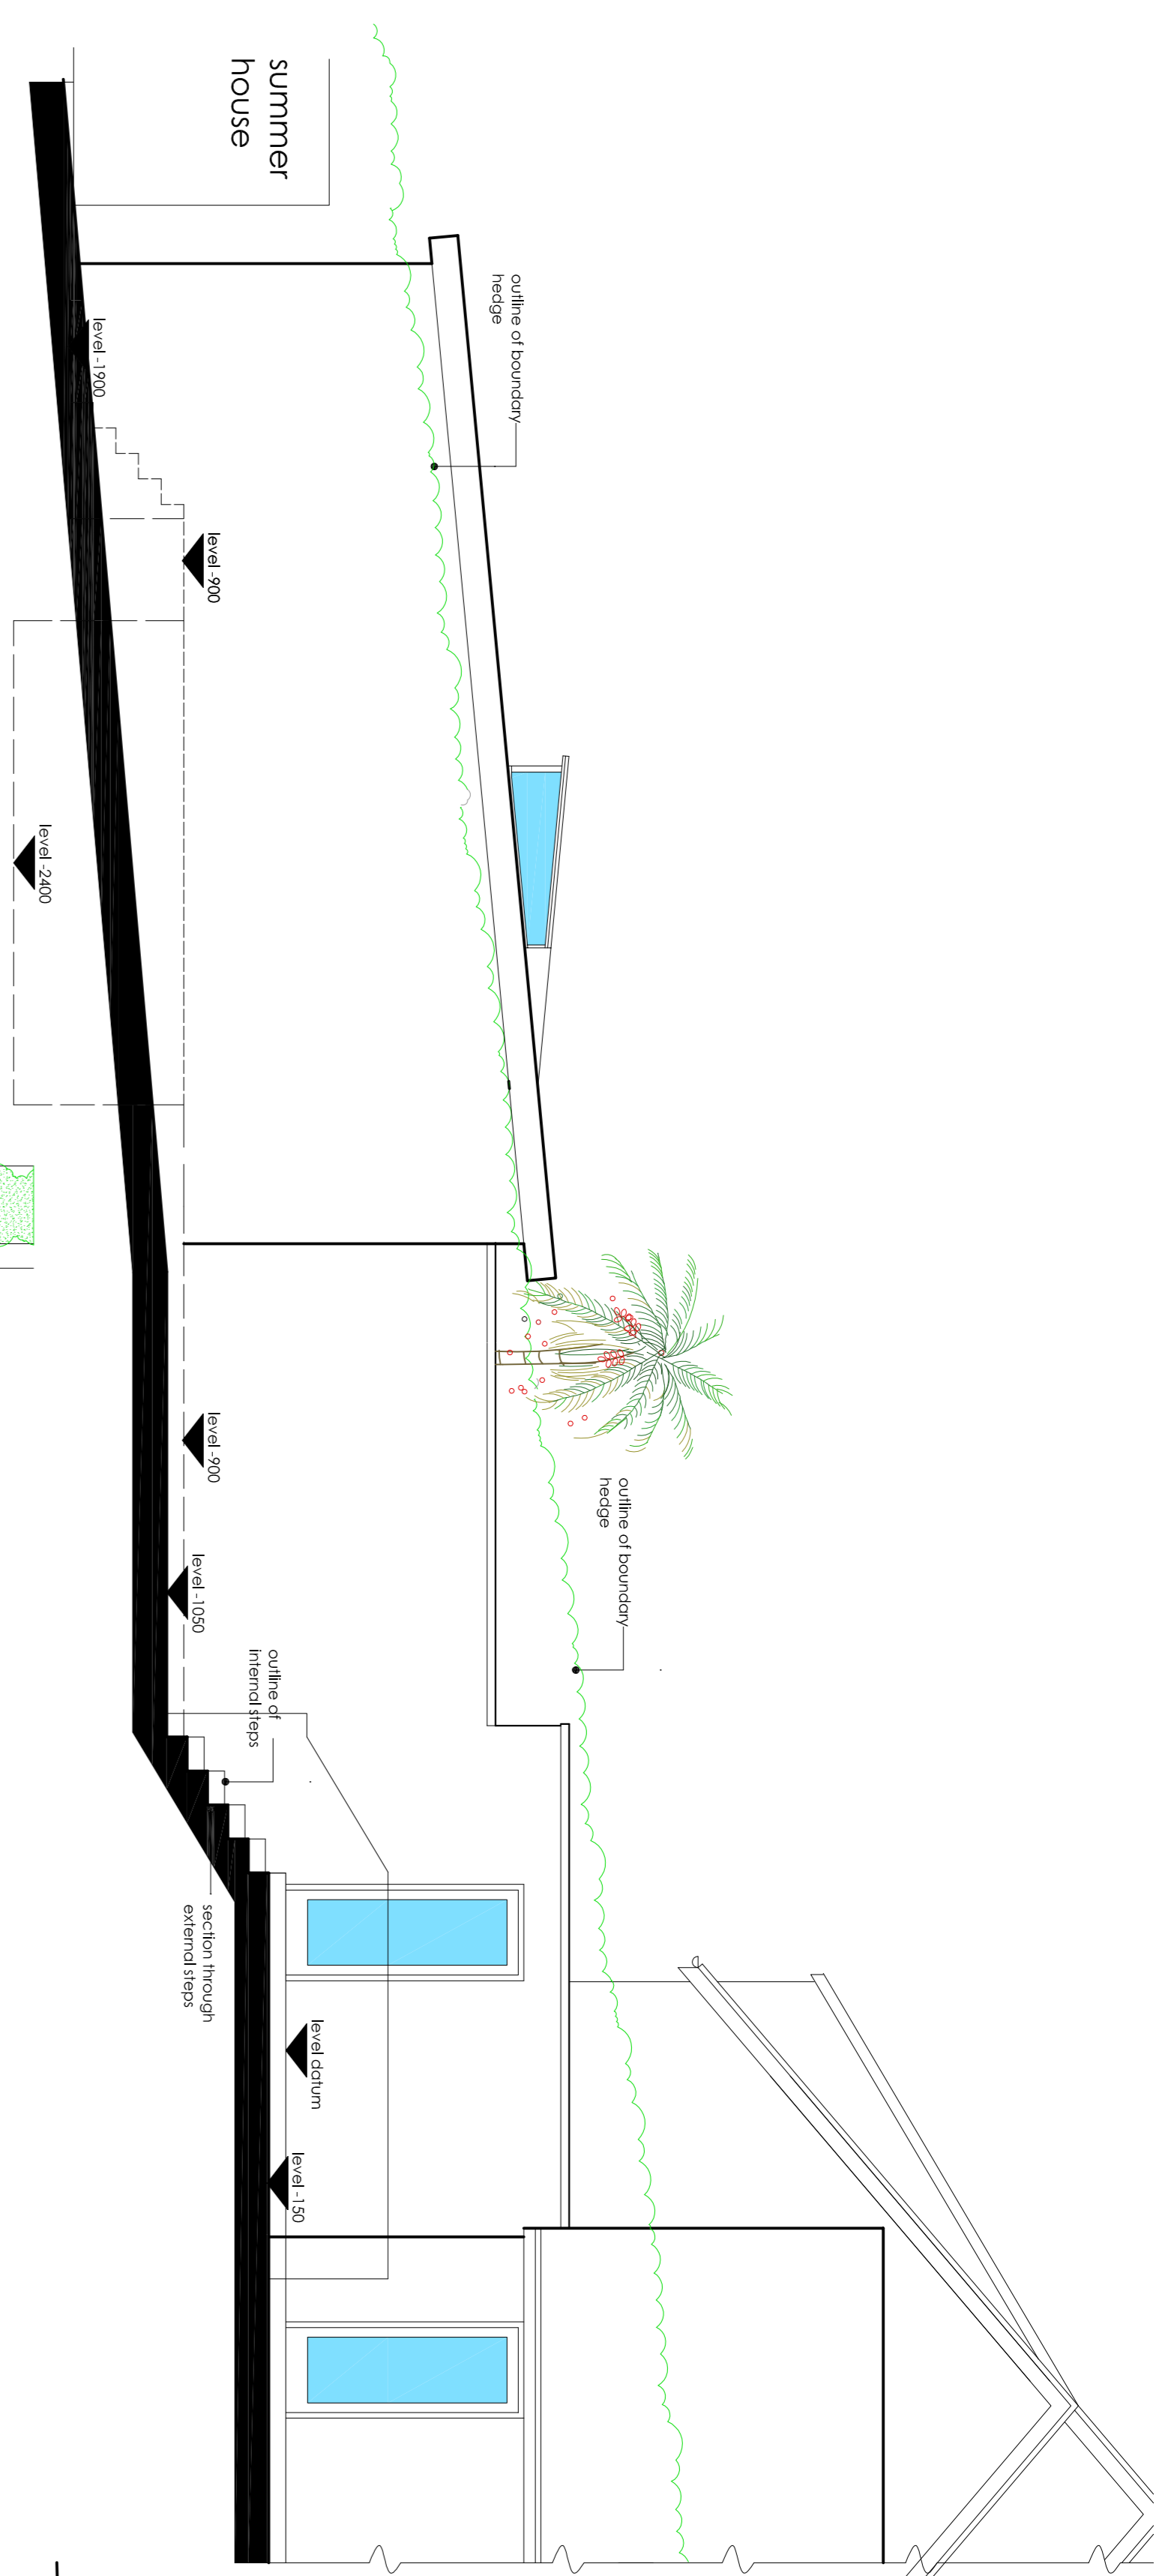 summer
house
outline of boundary
hedge
level -1900
level -900
level -2400
outline of boundary
hedge
level -900
level -1050
outline of
internal steps
section through
external steps
level datum
level -150